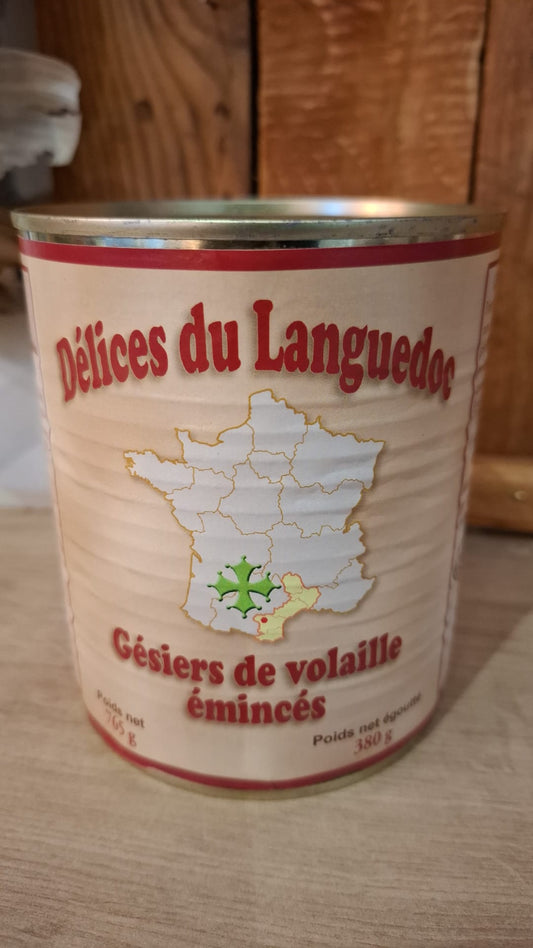 Délices du Languedoc
Gésiers de volaille
émincés
Poids net
765 g
Poids net égoutté
380 g